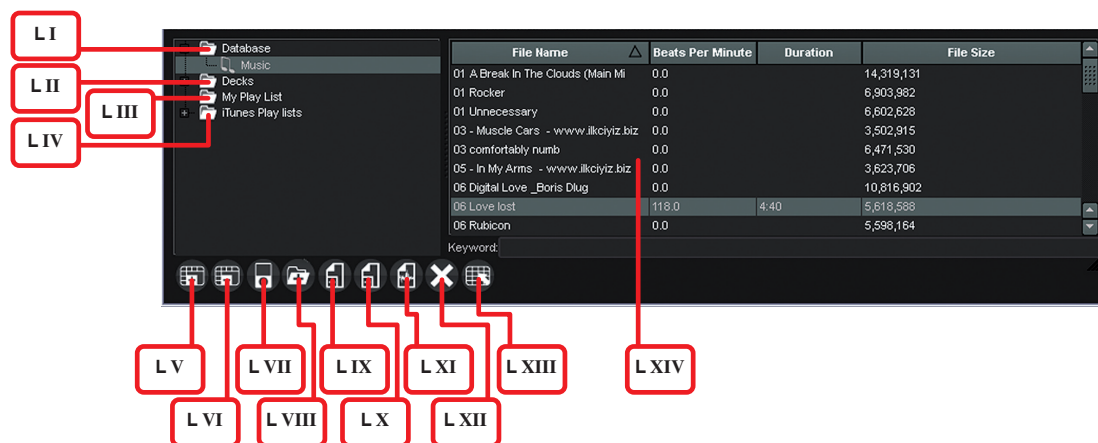 L I
L II
L III
L IV
Database
Music
Decks
My Play List
iTunes Play lists
File Name Beats Per Minute Duration File Size
01 A Break In The Clouds (Main Mi 0.0 14,319,131
01 Rocker 0.0 6,903,982
01 Unnecessary 0.0 6,602,628
03 - Muscle Cars - www.ilkciyiz.biz 0.0 3,502,915
03 comfortably numb 0.0 6,471,530
05 - In My Arms - www.ilkciyiz.biz 0.0 3,623,706
06 Digital Love _Boris Dlug 0.0 10,816,902
06 Love lost 118.0 4:40 5,618,588
06 Rubicon 0.0 5,598,164
Keyword:
L V
L VII
L IX
L XI
L XIII
L XIV
L VI
L VIII
L X
L XII